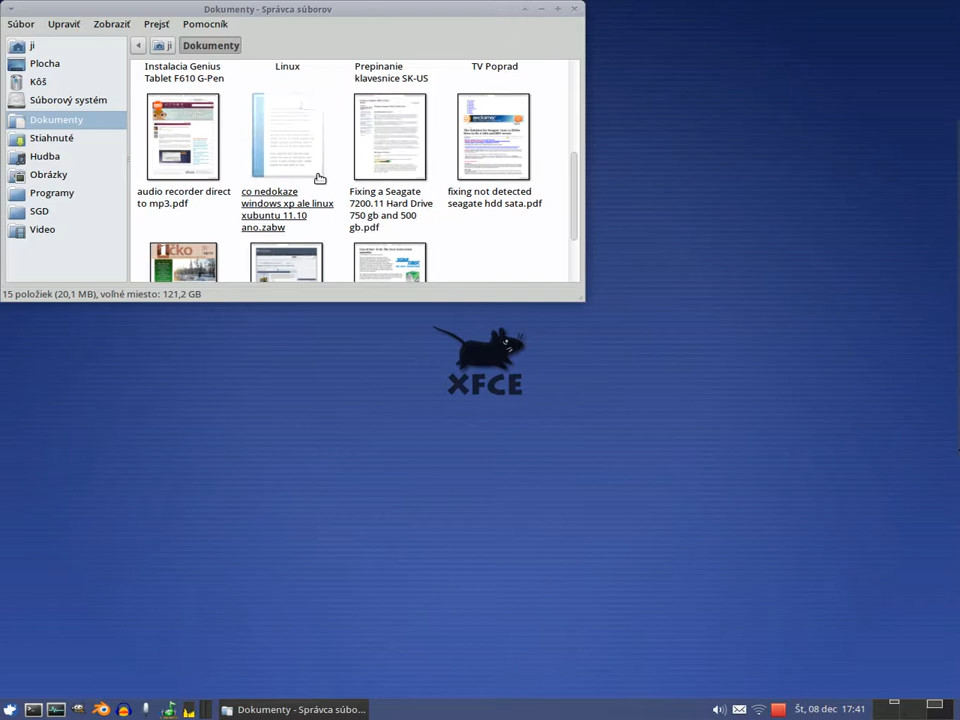 Dokumenty - Správca súborov
Súbor Upraviť Zobraziť Prejsť Pomocník
ji Dokumenty
ji
Plocha
Kôš
Súborový systém
Dokumenty
Stiahnuté
Hudba
Obrázky
Programy
SGD
Video
Instalacia Genius
Tablet F610 G-Pen
Linux
Prepinanie
klavesnice SK-US
TV Poprad
audio recorder direct
to mp3.pdf
co nedokaze
windows xp ale linux
xubuntu 11.10
ano.zabw
Fixing a Seagate
7200.11 Hard Drive
750 gb and 500
gb.pdf
fixing not detected
seagate hdd sata.pdf
íčko
15 položiek (20,1 MB), voľné miesto: 121,2 GB
XFCE
Dokumenty - Správca súbo...
Št, 08 dec 17:41